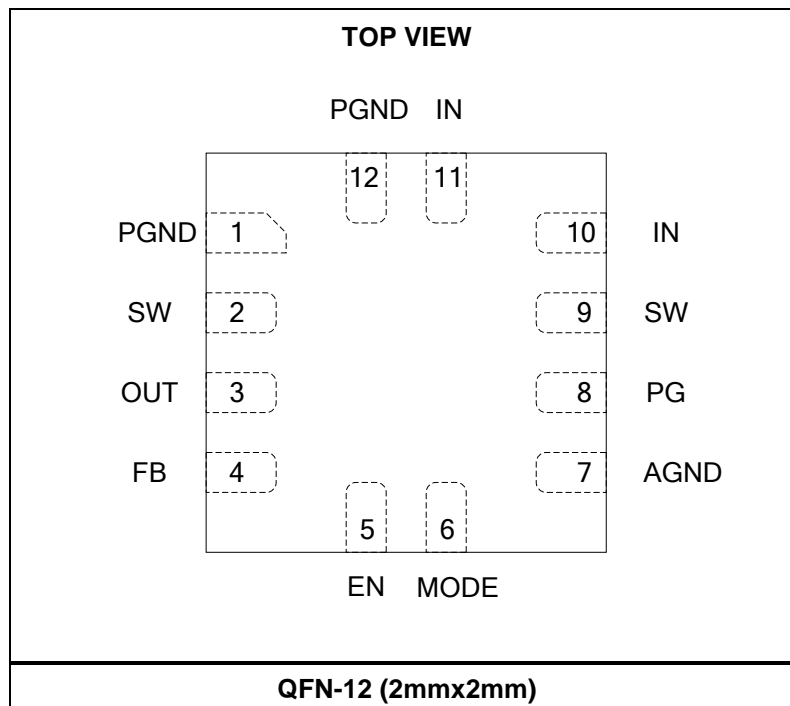 TOP VIEW
PGND IN
12 11
PGND 1 10 IN
SW 2 9 SW
OUT 3 8 PG
FB 4 7 AGND
5 6
EN MODE
QFN-12 (2mmx2mm)